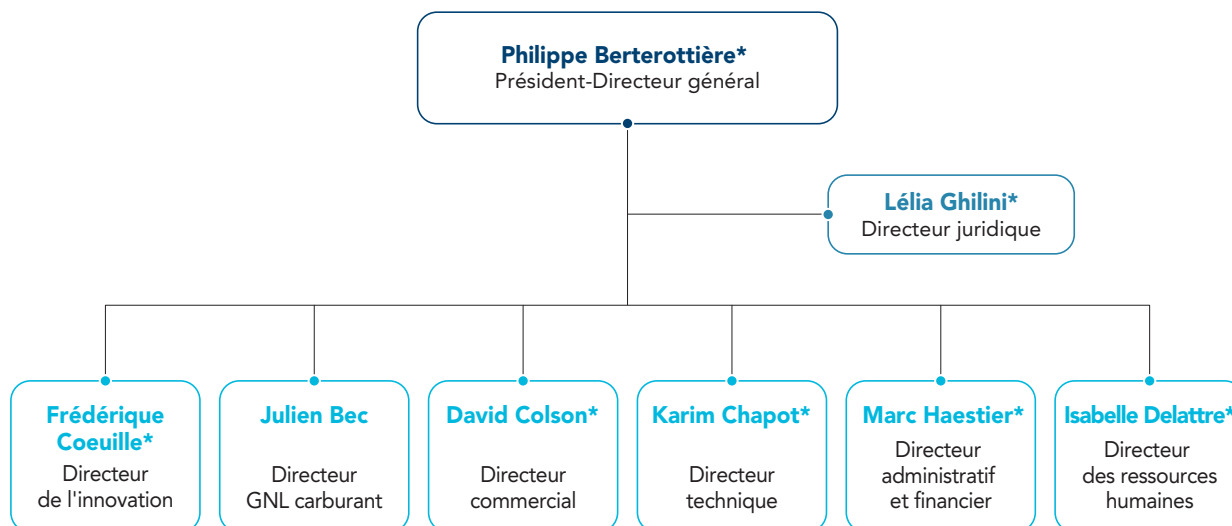 Philippe Berterottière*
Président-Directeur général
Lélia Ghilini*
Directeur juridique
Frédérique
Coeuille*
Directeur
de l'innovation
Julien Bec
Directeur
GNL carburant
David Colson*
Directeur
commercial
Karim Chapot*
Directeur
technique
Marc Haestier*
Directeur
administratif
et financier
Isabelle Delattre*
Directeur
des ressources
humaines